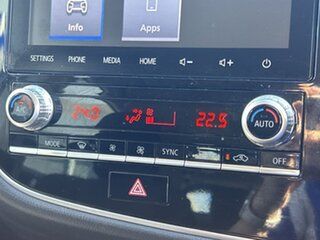 Info Apps
SETTINGS PHONE MEDIA HOME
22.5
AUTO
MODE SYNC OFF